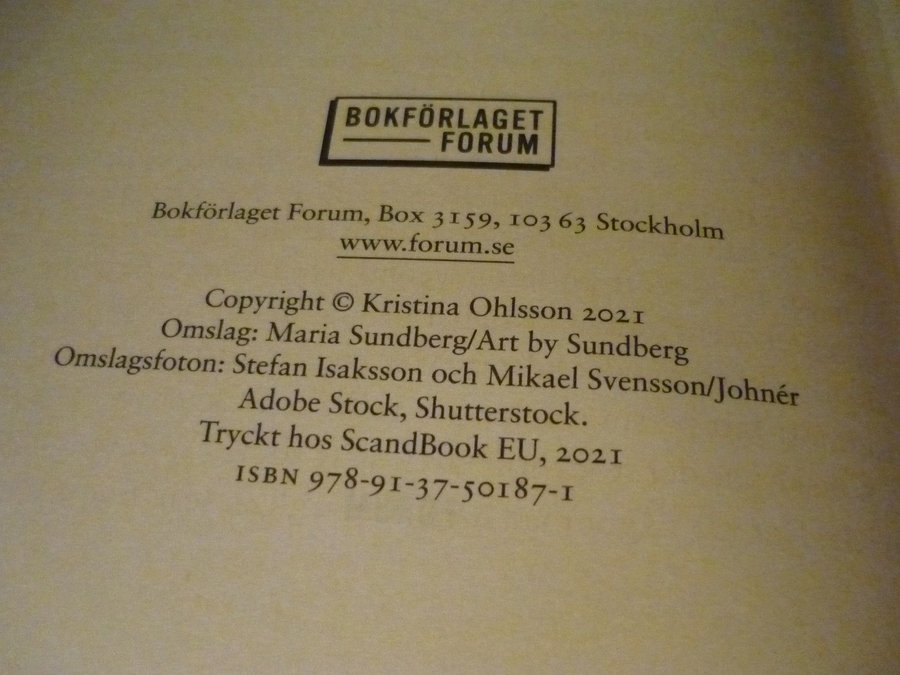 BOKFÖRLAGET
FORUM
Bokförlaget Forum, Box 3159, 103 63 Stockholm
www.forum.se
Copyright © Kristina Ohlsson 2021
Omslag: Maria Sundberg/Art by Sundberg
Omslagsfoton: Stefan Isaksson och Mikael Svensson/Johnér
Adobe Stock, Shutterstock.
Tryckt hos ScandBook EU, 2021
ISBN 978-91-37-50187-1